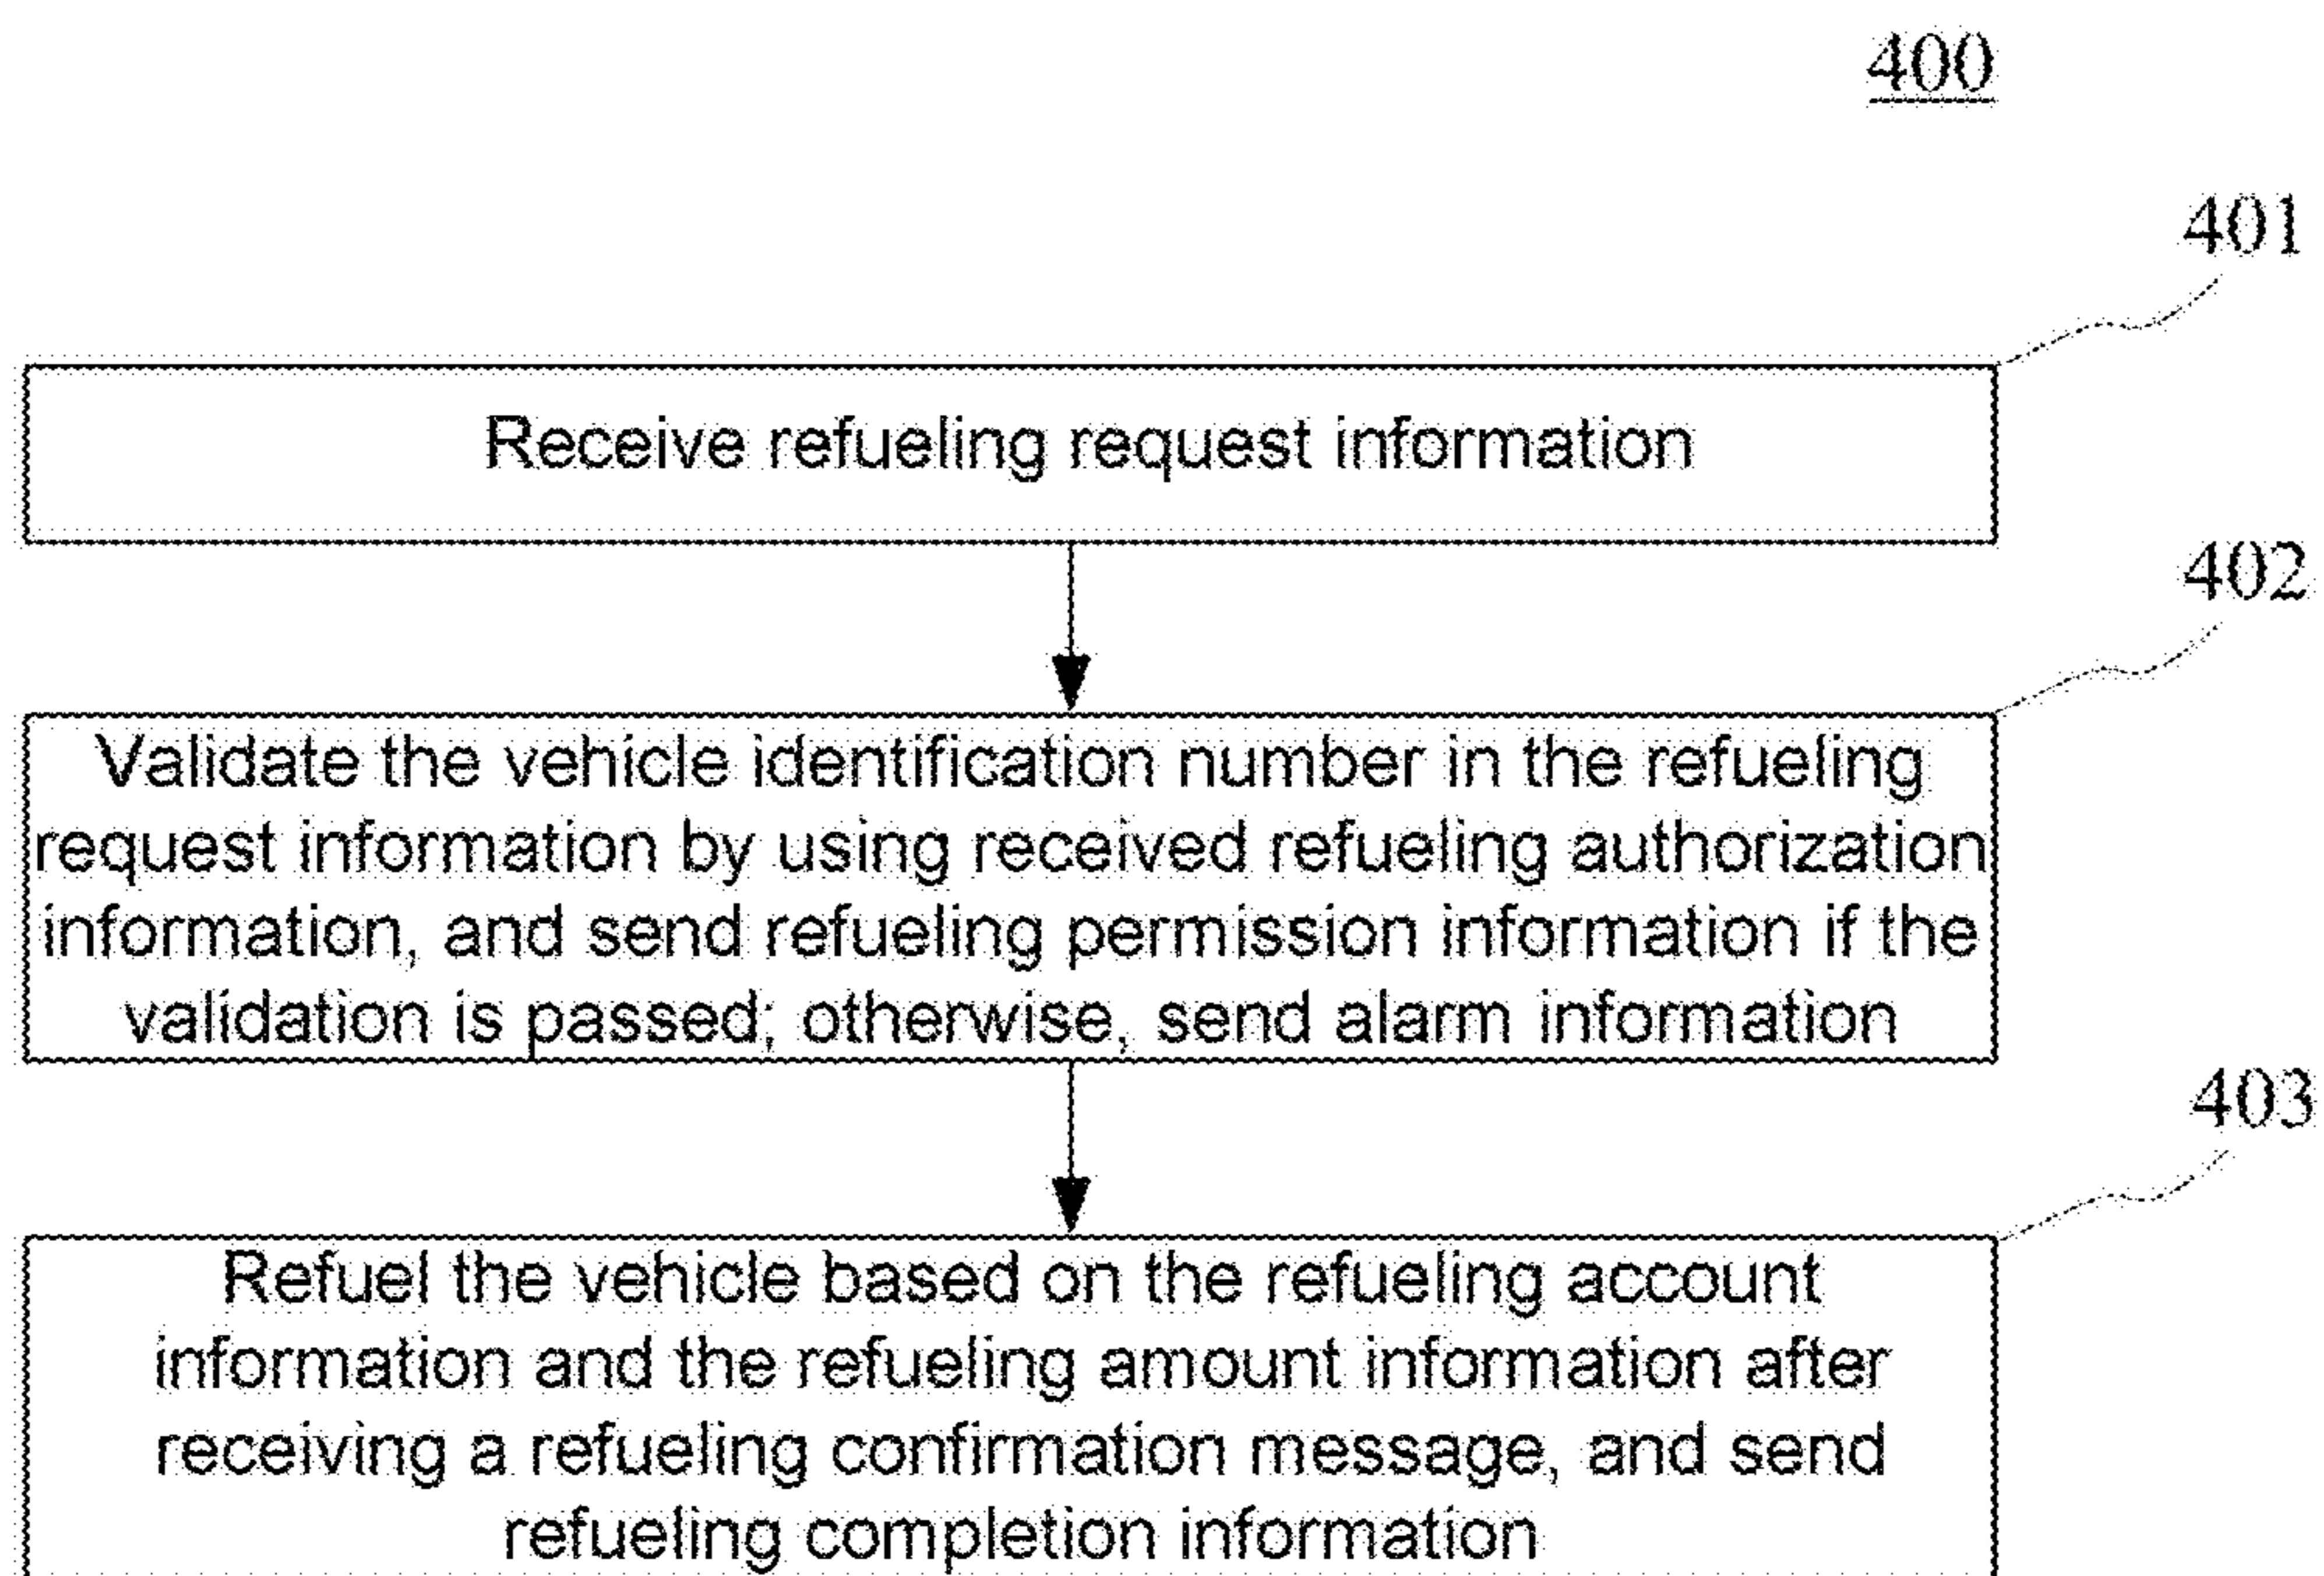 400
401
Receive refueling request information
402
Validate the vehicle identification number in the refueling
request information by using received refueling authorization
information, and send refueling permission information if the
validation is passed; otherwise, send alarm information
403
Refuel the vehicle based on the refueling account
information and the refueling amount information after
receiving a refueling confirmation message, and send
refueling completion information